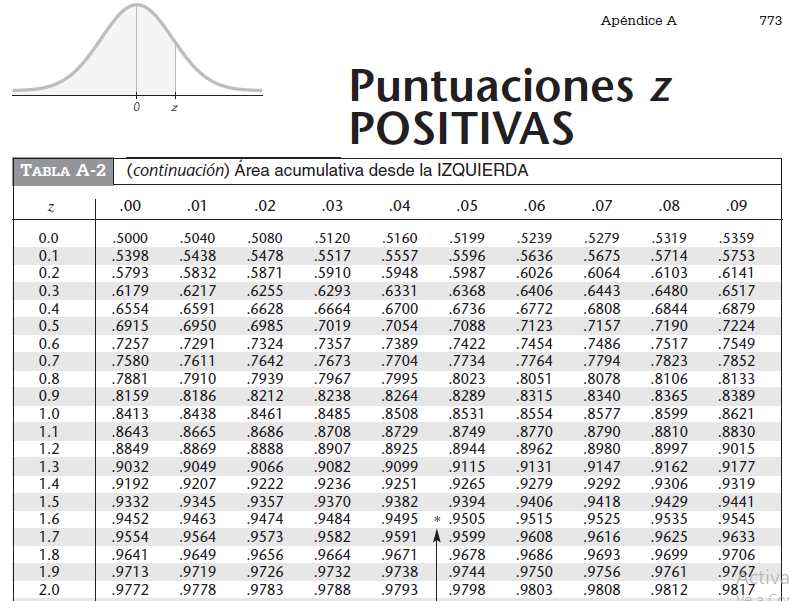 Apéndice A 773
Puntuaciones z
POSITIVAS
0 z
TABLA A-2 (continuación) Área acumulativa desde la IZQUIERDA
z .00 .01 .02 .03 .04 .05 .06 .07 .08 .09
0.0 .5000 .5040 .5080 .5120 .5160 .5199 .5239 .5279 .5319 .5359
0.1 .5398 .5438 .5478 .5517 .5557 .5596 .5636 .5675 .5714 .5753
0.2 .5793 .5832 .5871 .5910 .5948 .5987 .6026 .6064 .6103 .6141
0.3 .6179 .6217 .6255 .6293 .6331 .6368 .6406 .6443 .6480 .6517
0.4 .6554 .6591 .6628 .6664 .6700 .6736 .6772 .6808 .6844 .6879
0.5 .6915 .6950 .6985 .7019 .7054 .7088 .7123 .7157 .7190 .7224
0.6 .7257 .7291 .7324 .7357 .7389 .7422 .7454 .7486 .7517 .7549
0.7 .7580 .7611 .7642 .7673 .7704 .7734 .7764 .7794 .7823 .7852
0.8 .7881 .7910 .7939 .7967 .7995 .8023 .8051 .8078 .8106 .8133
0.9 .8159 .8186 .8212 .8238 .8264 .8289 .8315 .8340 .8365 .8389
1.0 .8413 .8438 .8461 .8485 .8508 .8531 .8554 .8577 .8599 .8621
1.1 .8643 .8665 .8686 .8708 .8729 .8749 .8770 .8790 .8810 .8830
1.2 .8849 .8869 .8888 .8907 .8925 .8944 .8962 .8980 .8997 .9015
1.3 .9032 .9049 .9066 .9082 .9099 .9115 .9131 .9147 .9162 .9177
1.4 .9192 .9207 .9222 .9236 .9251 .9265 .9279 .9292 .9306 .9319
1.5 .9332 .9345 .9357 .9370 .9382 .9394 .9406 .9418 .9429 .9441
1.6 .9452 .9463 .9474 .9484 .9495 * .9505 .9515 .9525 .9535 .9545
1.7 .9554 .9564 .9573 .9582 .9591 .9599 .9608 .9616 .9625 .9633
1.8 .9641 .9649 .9656 .9664 .9671 .9678 .9686 .9693 .9699 .9706
1.9 .9713 .9719 .9726 .9732 .9738 .9744 .9750 .9756 .9761 .9767
2.0 .9772 .9778 .9783 .9788 .9793 .9798 .9803 .9808 .9812 .9817
Activa